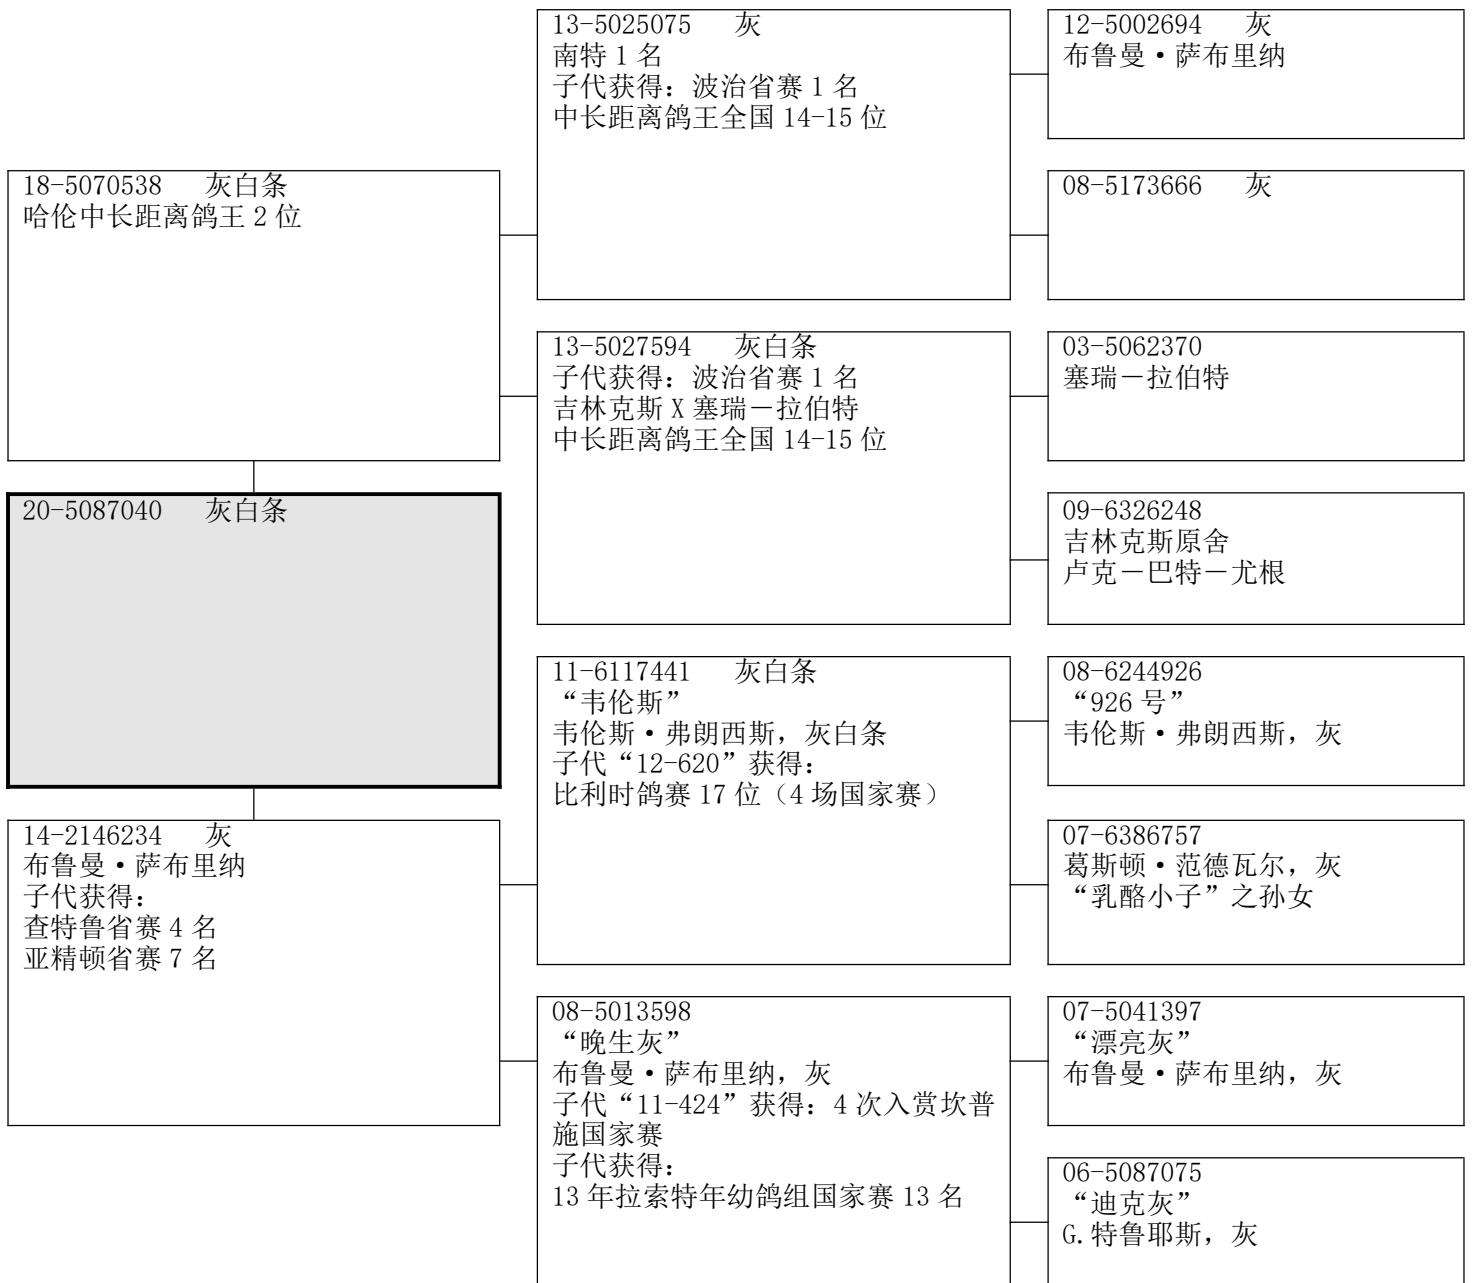 18-5070538 灰白条
哈伦中长距离鸽王 2 位
20-5087040 灰白条
14-2146234 灰
布鲁曼·萨布里纳
子代获得：
查特鲁省赛 4 名
亚精顿省赛 7 名
13-5025075 灰
南特 1 名
子代获得：波治省赛 1 名
中长距离鸽王全国 14-15 位
13-5027594 灰白条
子代获得：波治省赛 1 名
吉林克斯 X 塞瑞－拉伯特
中长距离鸽王全国 14-15 位
11-6117441 灰白条
“韦伦斯”
韦伦斯·弗朗西斯，灰白条
子代“12-620”获得：
比利时鸽赛 17 位（4 场国家赛）
08-5013598
“晚生灰”
布鲁曼·萨布里纳，灰
子代“11-424”获得：4 次入赏坎普
施国家赛
子代获得：
13 年拉索特年幼鸽组国家赛 13 名
12-5002694 灰
布鲁曼·萨布里纳
08-5173666 灰
03-5062370
塞瑞－拉伯特
09-6326248
吉林克斯原舍
卢克－巴特－尤根
08-6244926
“926 号”
韦伦斯·弗朗西斯，灰
07-6386757
葛斯顿·范德瓦尔，灰
“乳酪小子”之孙女
07-5041397
“漂亮灰”
布鲁曼·萨布里纳，灰
06-5087075
“迪克灰”
G.特鲁耶斯，灰